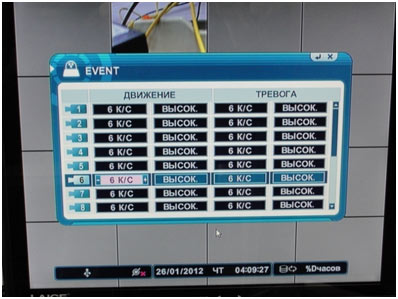 EVENT
ДВИЖЕНИЕ ТРЕВОГА
1 6 К/С ВЫСОК. 6 К/С ВЫСОК.
2 6 К/С ВЫСОК. 6 К/С ВЫСОК.
3 6 К/С ВЫСОК. 6 К/С ВЫСОК.
4 6 К/С ВЫСОК. 6 К/С ВЫСОК.
5 6 К/С ВЫСОК. 6 К/С ВЫСОК.
6 6 К/С ВЫСОК. 6 К/С ВЫСОК.
7 6 К/С ВЫСОК. 6 К/С ВЫСОК.
8 6 К/С ВЫСОК. 6 К/С ВЫСОК.
26/01/2012 ЧТ 04:09:27 %Dчасов